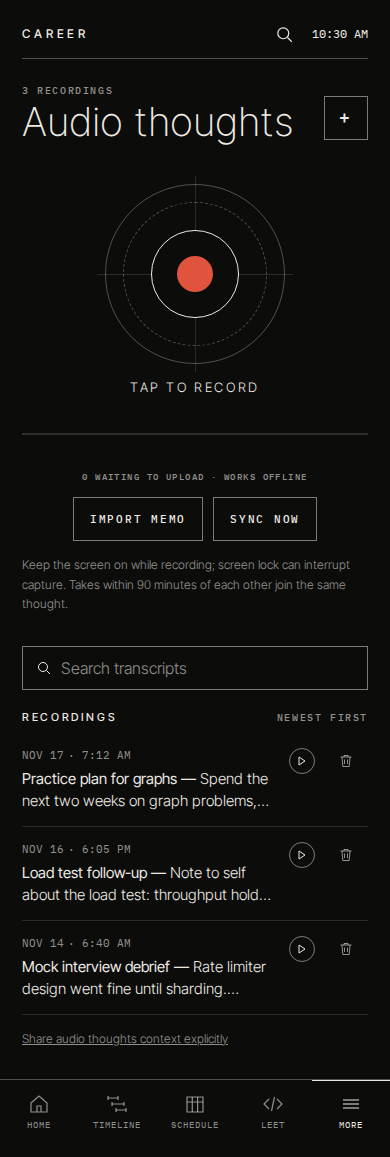 CAREER
10:30 AM
3 RECORDINGS
Audio thoughts
+
TAP TO RECORD
0 WAITING TO UPLOAD · WORKS OFFLINE
IMPORT MEMO
SYNC NOW
Keep the screen on while recording; screen lock can interrupt
capture. Takes within 90 minutes of each other join the same
thought.
Search transcripts
RECORDINGS
NEWEST FIRST
NOV 17 · 7:12 AM
Practice plan for graphs — Spend the
next two weeks on graph problems,...
NOV 16 · 6:05 PM
Load test follow-up — Note to self
about the load test: throughput hold...
NOV 14 · 6:40 AM
Mock interview debrief — Rate limiter
design went fine until sharding....
Share audio thoughts context explicitly
HOME
TIMELINE
SCHEDULE
LEET
MORE